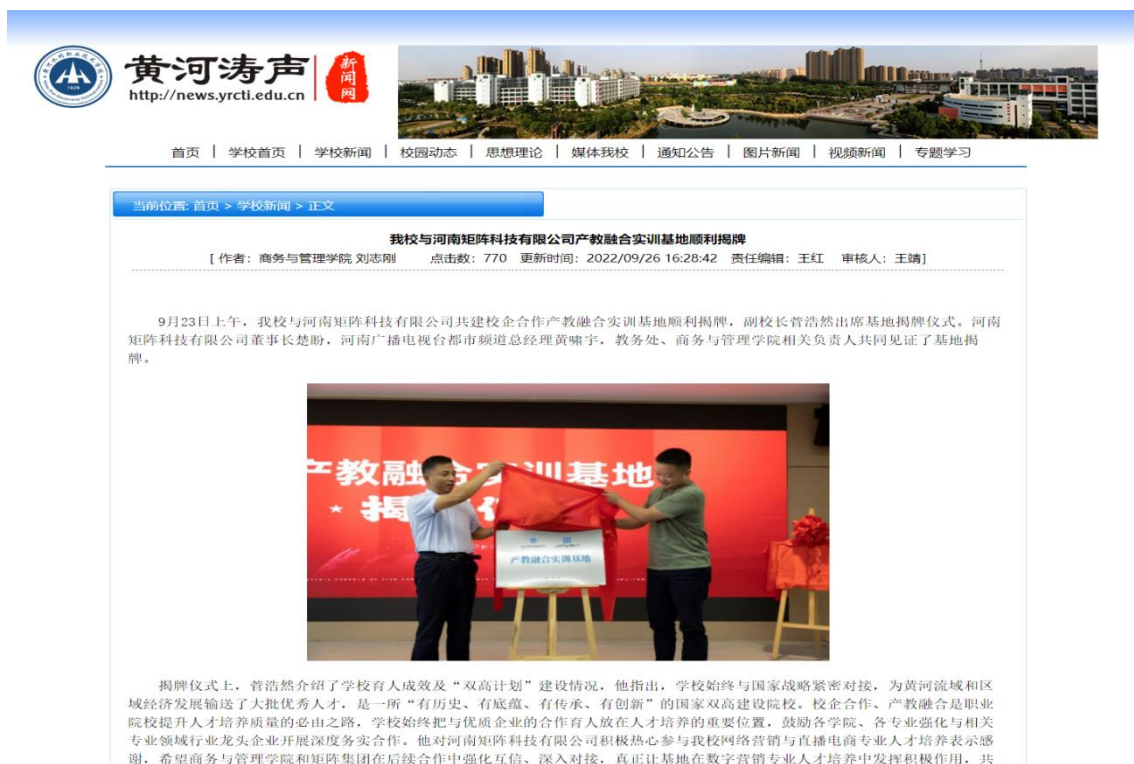 黄河涛声
新闻网
http://news.yrcti.edu.cn
首页 | 学校首页 | 学校新闻 | 校园动态 | 思想理论 | 媒体我校 | 通知公告 | 图片新闻 | 视频新闻 | 专题学习
当前位置: 首页 > 学校新闻 > 正文
我校与河南矩阵科技有限公司产教融合实训基地顺利揭牌
[ 作者：商务与管理学院 刘志刚 点击数：770 更新时间：2022/09/26 16:28:42 责任编辑：王红 审核人：王靖]
9月23日上午，我校与河南矩阵科技有限公司共建校企合作产教融合实训基地顺利揭牌，副校长菅浩然出席基地揭牌仪式。河南
矩阵科技有限公司董事长楚盼，河南广播电视台都市频道总经理黄啸宇，教务处、商务与管理学院相关负责人共同见证了基地揭
牌。
产教融合实训基地
揭
产教融合实训基地
揭牌仪式上，菅浩然介绍了学校育人成效及“双高计划”建设情况，他指出，学校始终与国家战略紧密对接，为黄河流域和区
域经济发展输送了大批优秀人才，是一所“有历史、有底蕴、有传承、有创新”的国家双高建设院校。校企合作、产教融合是职业
院校提升人才培养质量的必由之路，学校始终把与优质企业的合作育人放在人才培养的重要位置，鼓励各学院、各专业强化与相关
专业领域行业龙头企业开展深度务实合作。他对河南矩阵科技有限公司积极热心参与我校网络营销与直播电商专业人才培养表示感
谢，希望商务与管理学院和矩阵集团在后续合作中强化互信、深入对接，真正让基地在数字营销专业人才培养中发挥积极作用，共